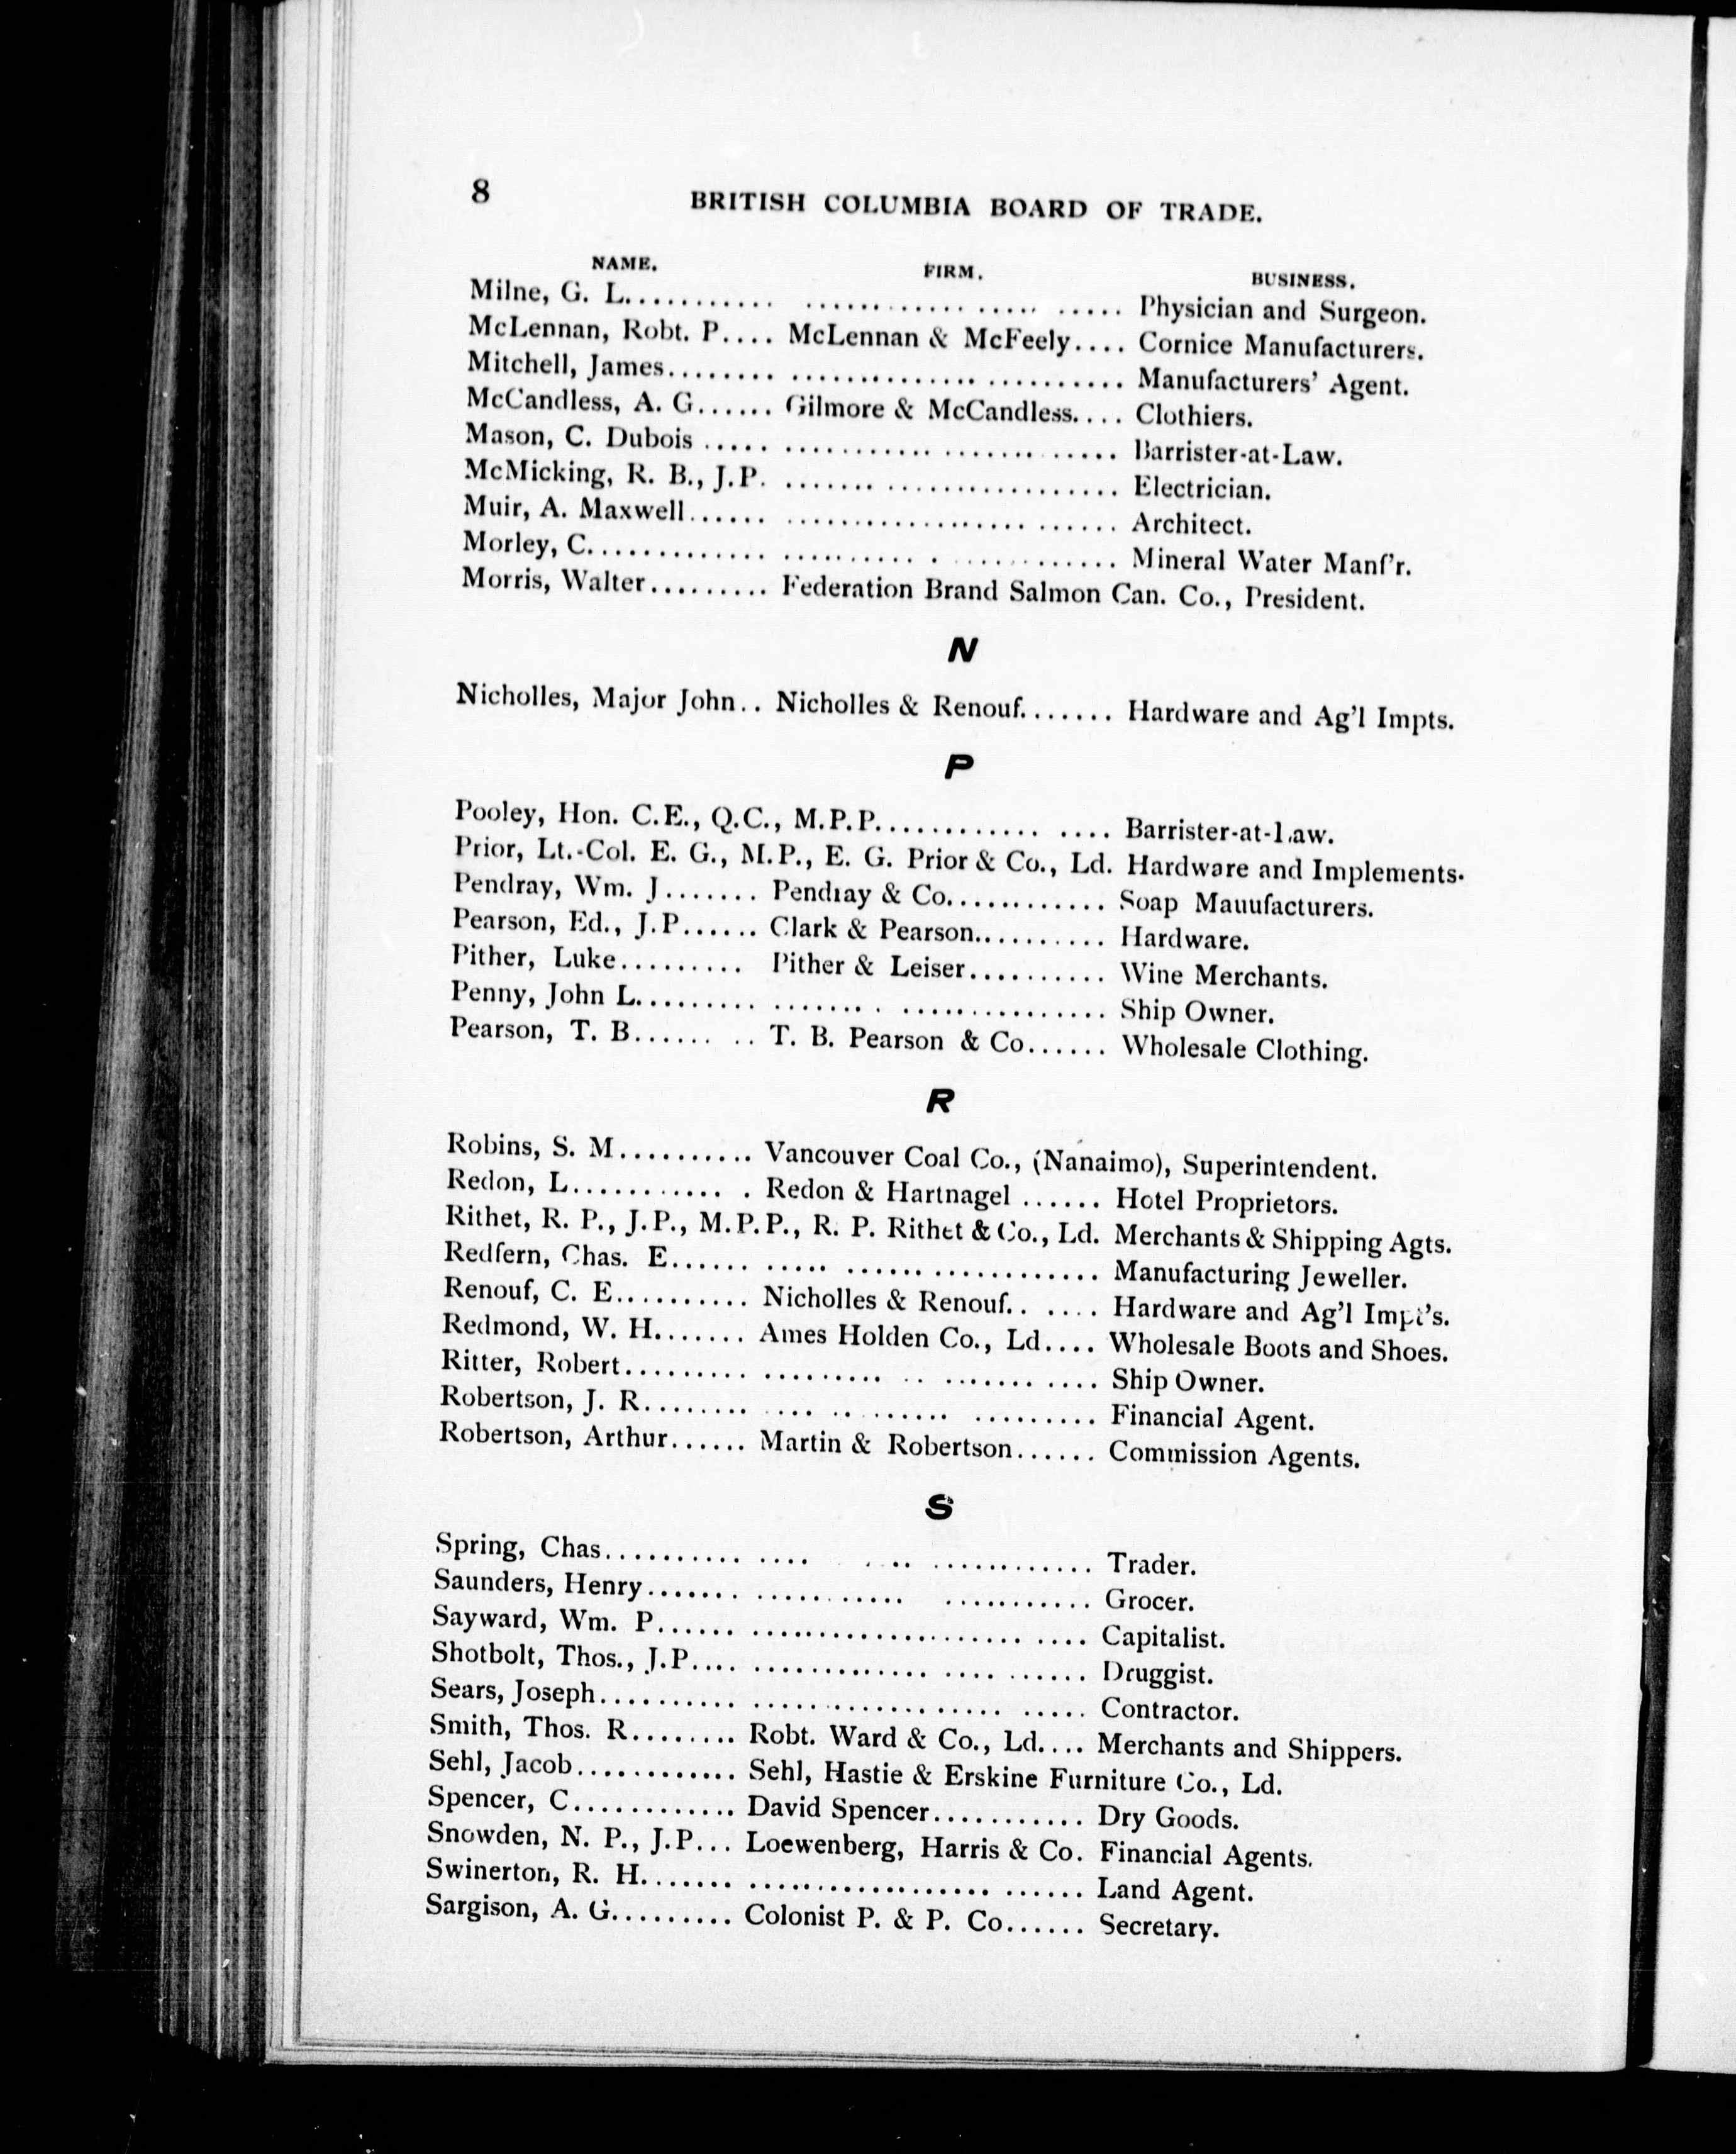 8
BRITISH COLUMBIA BOARD OF TRADE.
NAME. FIRM. BUSINESS.
Milne, G. L........... ...................... ..... Physician and Surgeon.
McLennan, Robt. P.... McLennan & McFeely.... Cornice Manufacturers.
Mitchell, James........ ............... .......... Manufacturers' Agent.
McCandless, A. G...... Gilmore & McCandless.... Clothiers.
Mason, C. Dubois ..... ............ ............. Barrister-at-Law.
McMicking, R. B., J.P. ....... ................. Electrician.
Muir, A. Maxwell...... ................... ...... Architect.
Morley, C............. .......... . ............ Mineral Water Manf'r.
Morris, Walter......... Federation Brand Salmon Can. Co., President.
N
Nicholles, Major John.. Nicholles & Renouf....... Hardware and Ag'l Impts.
P
Pooley, Hon. C.E., Q.C., M.P.P............ .... Barrister-at-Law.
Prior, Lt.-Col. E. G., M.P., E. G. Prior & Co., Ld. Hardware and Implements.
Pendray, Wm. J....... Pendray & Co............ Soap Mauufacturers.
Pearson, Ed., J.P...... Clark & Pearson.......... Hardware.
Pither, Luke......... Pither & Leiser.......... Wine Merchants.
Penny, John L......... ....... . ............... Ship Owner.
Pearson, T. B...... .. T. B. Pearson & Co...... Wholesale Clothing.
R
Robins, S. M.......... Vancouver Coal Co., (Nanaimo), Superintendent.
Redon, L............ . Redon & Hartnagel ...... Hotel Proprietors.
Rithet, R. P., J.P., M.P.P., R. P. Rithet & Co., Ld. Merchants & Shipping Agts.
Redfern, Chas. E...... ..... ...... ............. Manufacturing Jeweller.
Renouf, C. E.......... Nicholles & Renouf.. .... Hardware and Ag'l Impt's.
Redmond, W. H....... Ames Holden Co., Ld.... Wholesale Boots and Shoes.
Ritter, Robert.......... ......... .. ....... .... Ship Owner.
Robertson, J. R........ .... .. ...... ......... Financial Agent.
Robertson, Arthur...... Martin & Robertson...... Commission Agents.
S
Spring, Chas.......... .... ... ............ Trader.
Saunders, Henry....... ............ ........... Grocer.
Sayward, Wm. P...... ..................... .... Capitalist.
Shotbolt, Thos., J.P.... ............. .... ...... Druggist.
Sears, Joseph.......... .................... ..... Contractor.
Smith, Thos. R........ Robt. Ward & Co., Ld.... Merchants and Shippers.
Sehl, Jacob............ Sehl, Hastie & Erskine Furniture Co., Ld.
Spencer, C............ David Spencer........... Dry Goods.
Snowden, N. P., J.P... Loewenberg, Harris & Co. Financial Agents.
Swinerton, R. H....... ................... ...... Land Agent.
Sargison, A. G......... Colonist P. & P. Co...... Secretary.